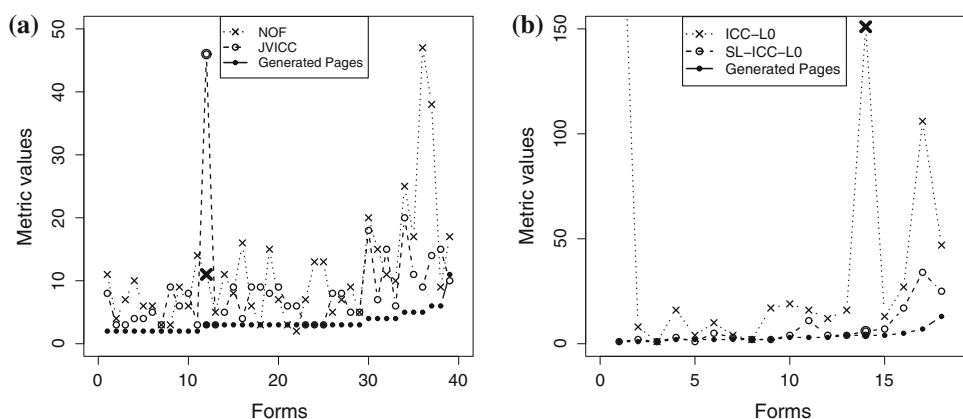 (a)
NOF
JVICC
Generated Pages
Metric values
0
10
20
30
40
50
0
10
20
30
40
Forms
(b)
ICC−L0
SL−ICC−L0
Generated Pages
Metric values
0
50
100
150
0
5
10
15
Forms